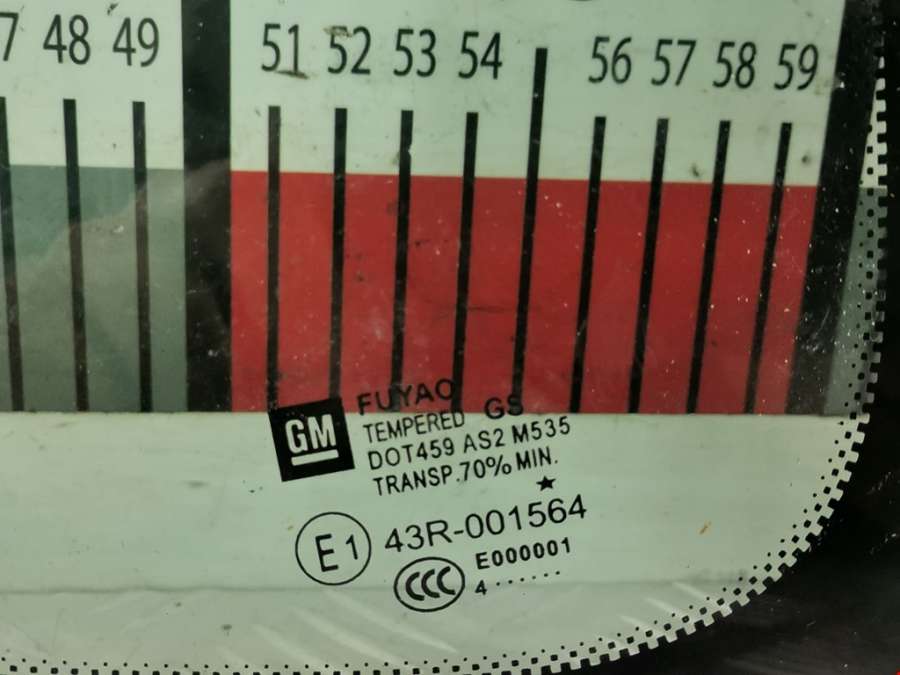 7 48 49 51 52 53 54 56 57 58 59
GM
FUYAO GS
TEMPERED
DOT459 AS2 M535
TRANSP.70% MIN.
★
E1 43R-001564
CCC E000001
4 ······